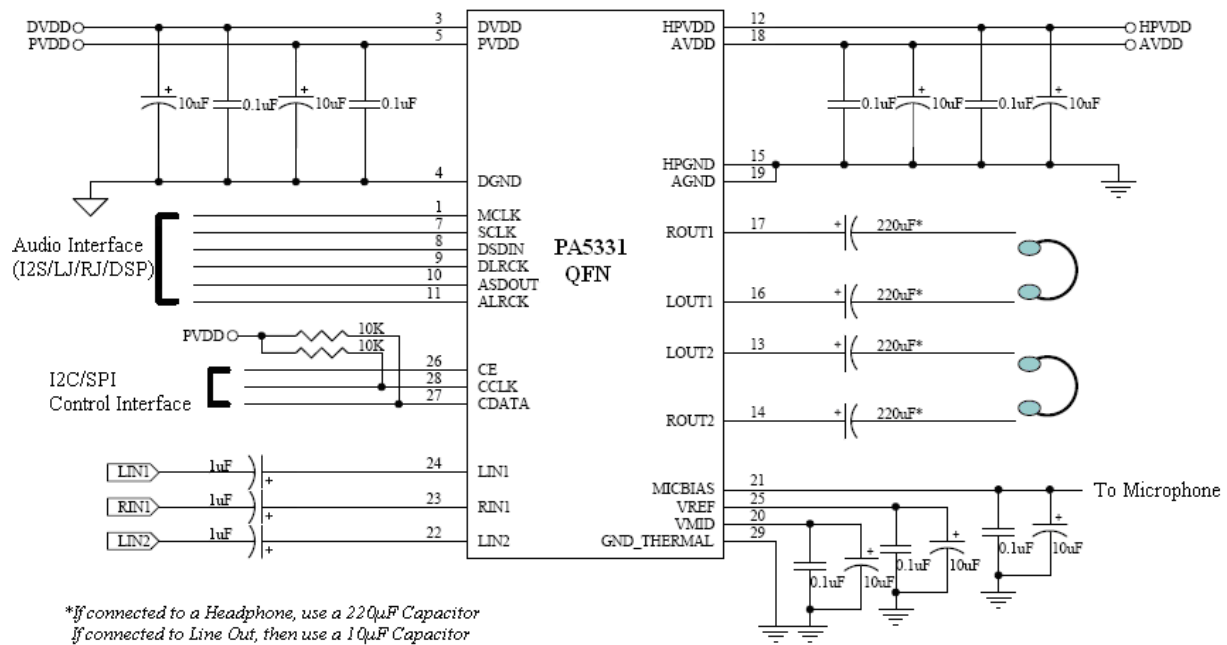 DVDD 3 DVDD
PVDD 5 PVDD
12 HPVDD HPVDD
18 AVDD AVDD
+ 10uF 0.1uF + 10uF 0.1uF
0.1uF + 10uF 0.1uF + 10uF
4 DGND
HPGND 15
AGND 19
PA5331
QFN
Audio Interface
(I2S/LJ/RJ/DSP)
1 MCLK
7 SCLK
8 DSDIN
9 DLRCK
10 ASDOUT
11 ALRCK
ROUT1 17 + 220uF*
LOUT1 16 + 220uF*
LOUT2 13 + 220uF*
ROUT2 14 + 220uF*
PVDD 10K
10K
I2C/SPI
Control Interface
26 CE
28 CCLK
27 CDATA
LIN1 1uF + 24 LIN1
RIN1 1uF + 23 RIN1
LIN2 1uF + 22 LIN2
MICBIAS 21 To Microphone
VREF 25
VMID 20
GND_THERMAL 29
0.1uF + 10uF 0.1uF + 10uF 0.1uF + 10uF
*If connected to a Headphone, use a 220µF Capacitor
If connected to Line Out, then use a 10µF Capacitor